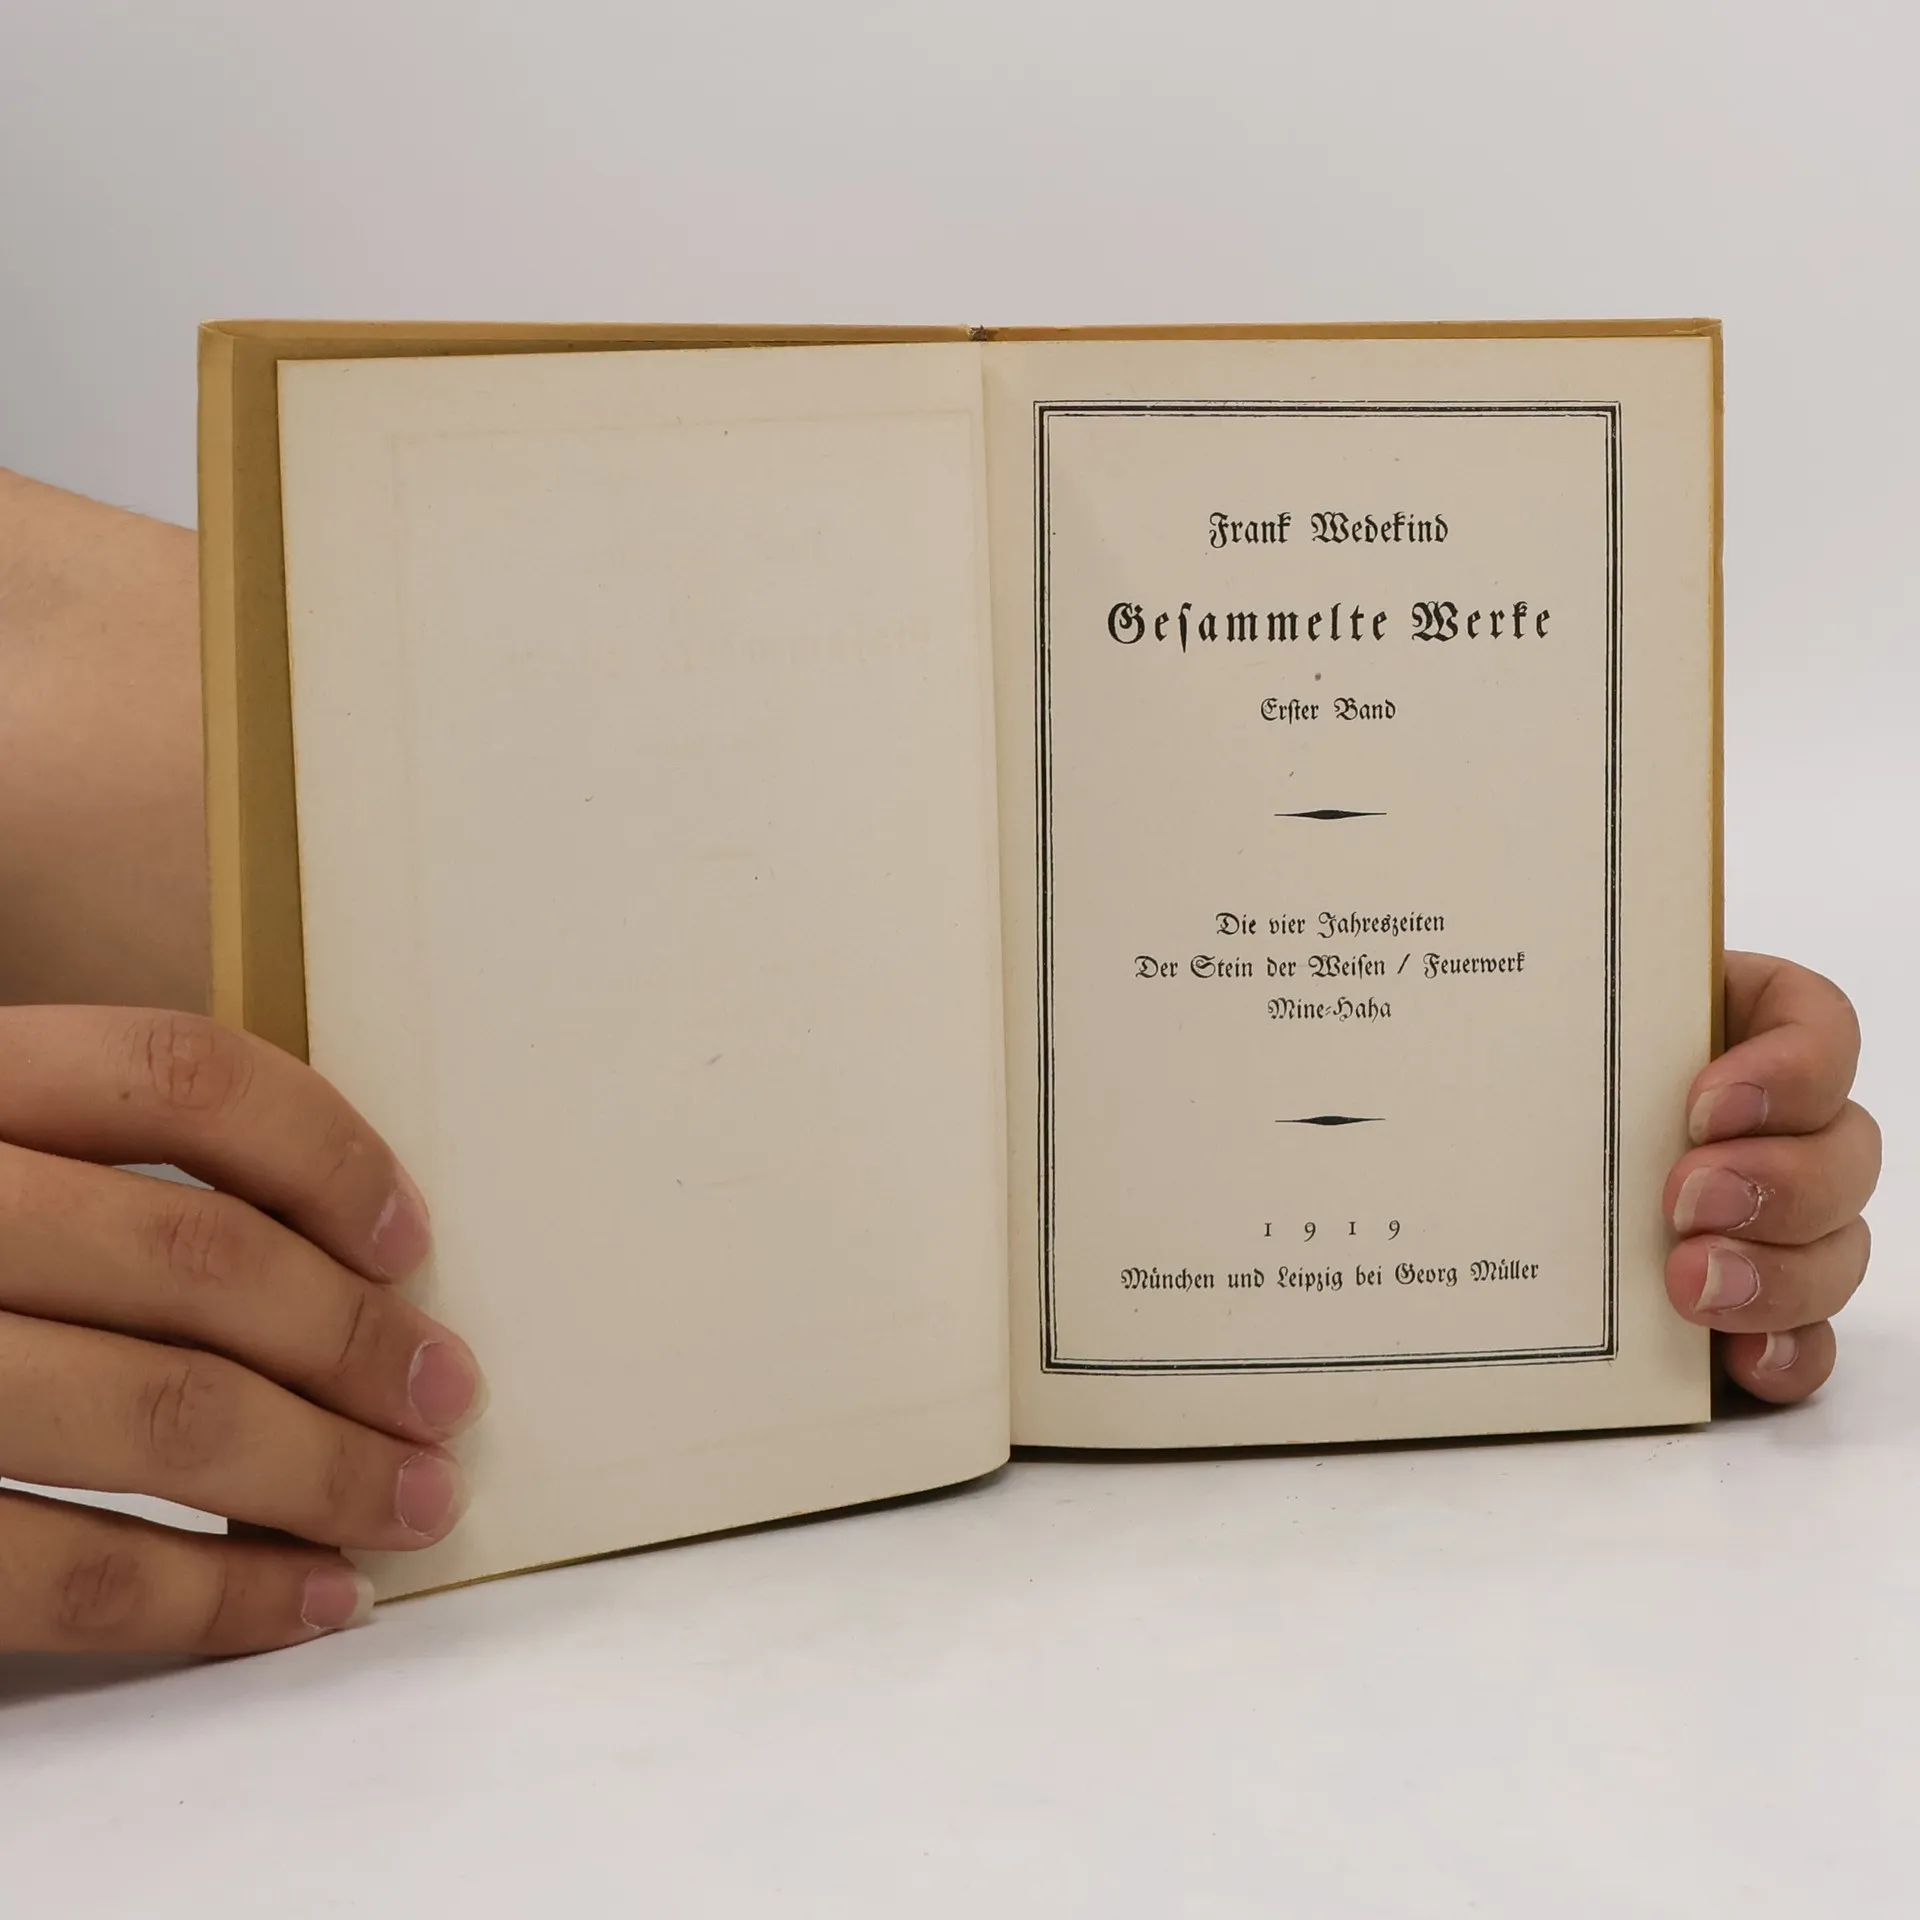 Frank Wedekind
Gesammelte Werke
Erster Band
Die vier Jahreszeiten
Der Stein der Weisen / Feuerwerk
Mine-Haha
1919
München und Leipzig bei Georg Müller